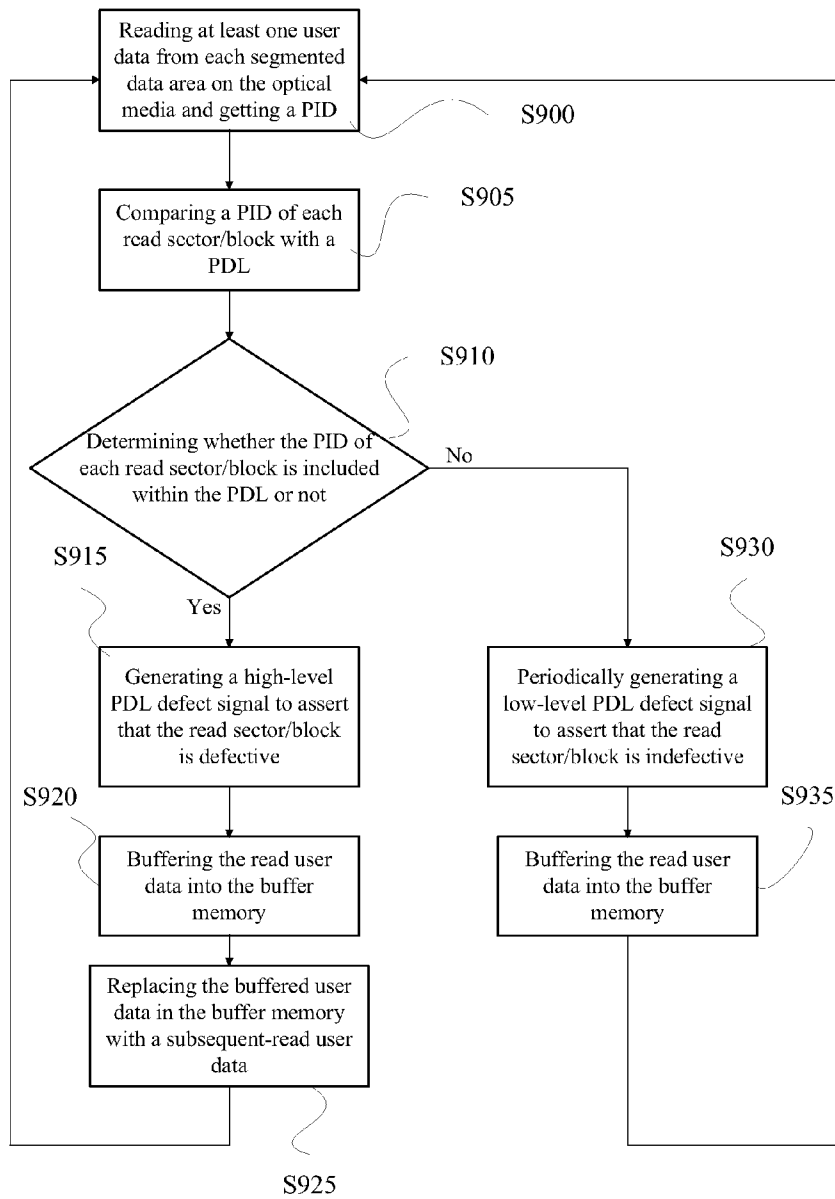 Reading at least one user
data from each segmented
data area on the optical
media and getting a PID
S900
Comparing a PID of each
read sector/block with a
PDL
S905
S910
Determining whether the PID of
each read sector/block is included
within the PDL or not
No
Yes
S915
Generating a high-level
PDL defect signal to assert
that the read sector/block
is defective
S930
Periodically generating a
low-level PDL defect signal
to assert that the read
sector/block is indefective
S920
Buffering the read user
data into the buffer
memory
S935
Buffering the read user
data into the buffer
memory
Replacing the buffered user
data in the buffer memory
with a subsequent-read user
data
S925